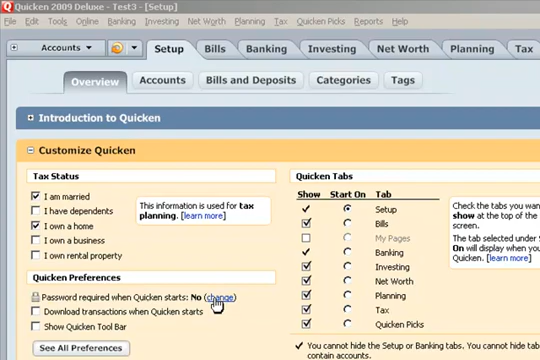 Quicken 2009 Deluxe - Test3 - [Setup]
File Edit Tools Online Banking Investing Net Worth Planning Tax Quicken Picks Reports Help
Accounts Setup Bills Banking Investing Net Worth Planning Tax
Overview Accounts Bills and Deposits Categories Tags
Introduction to Quicken
Customize Quicken
Tax Status
I am married
I have dependents
I own a home
I own a business
I own rental property
This information is used for tax
planning. [learn more]
Quicken Preferences
Password required when Quicken starts: No (change)
Download transactions when Quicken starts
Show Quicken Tool Bar
See All Preferences
Quicken Tabs
Show Start On Tab
Setup
Bills
My Pages
Banking
Investing
Net Worth
Planning
Tax
Quicken Picks
Check the tabs you want
show at the top of the
screen.
The tab selected under S
On will display when you
Quicken. [learn more]
You cannot hide the Setup or Banking tabs. You cannot hide tabs
contain accounts.